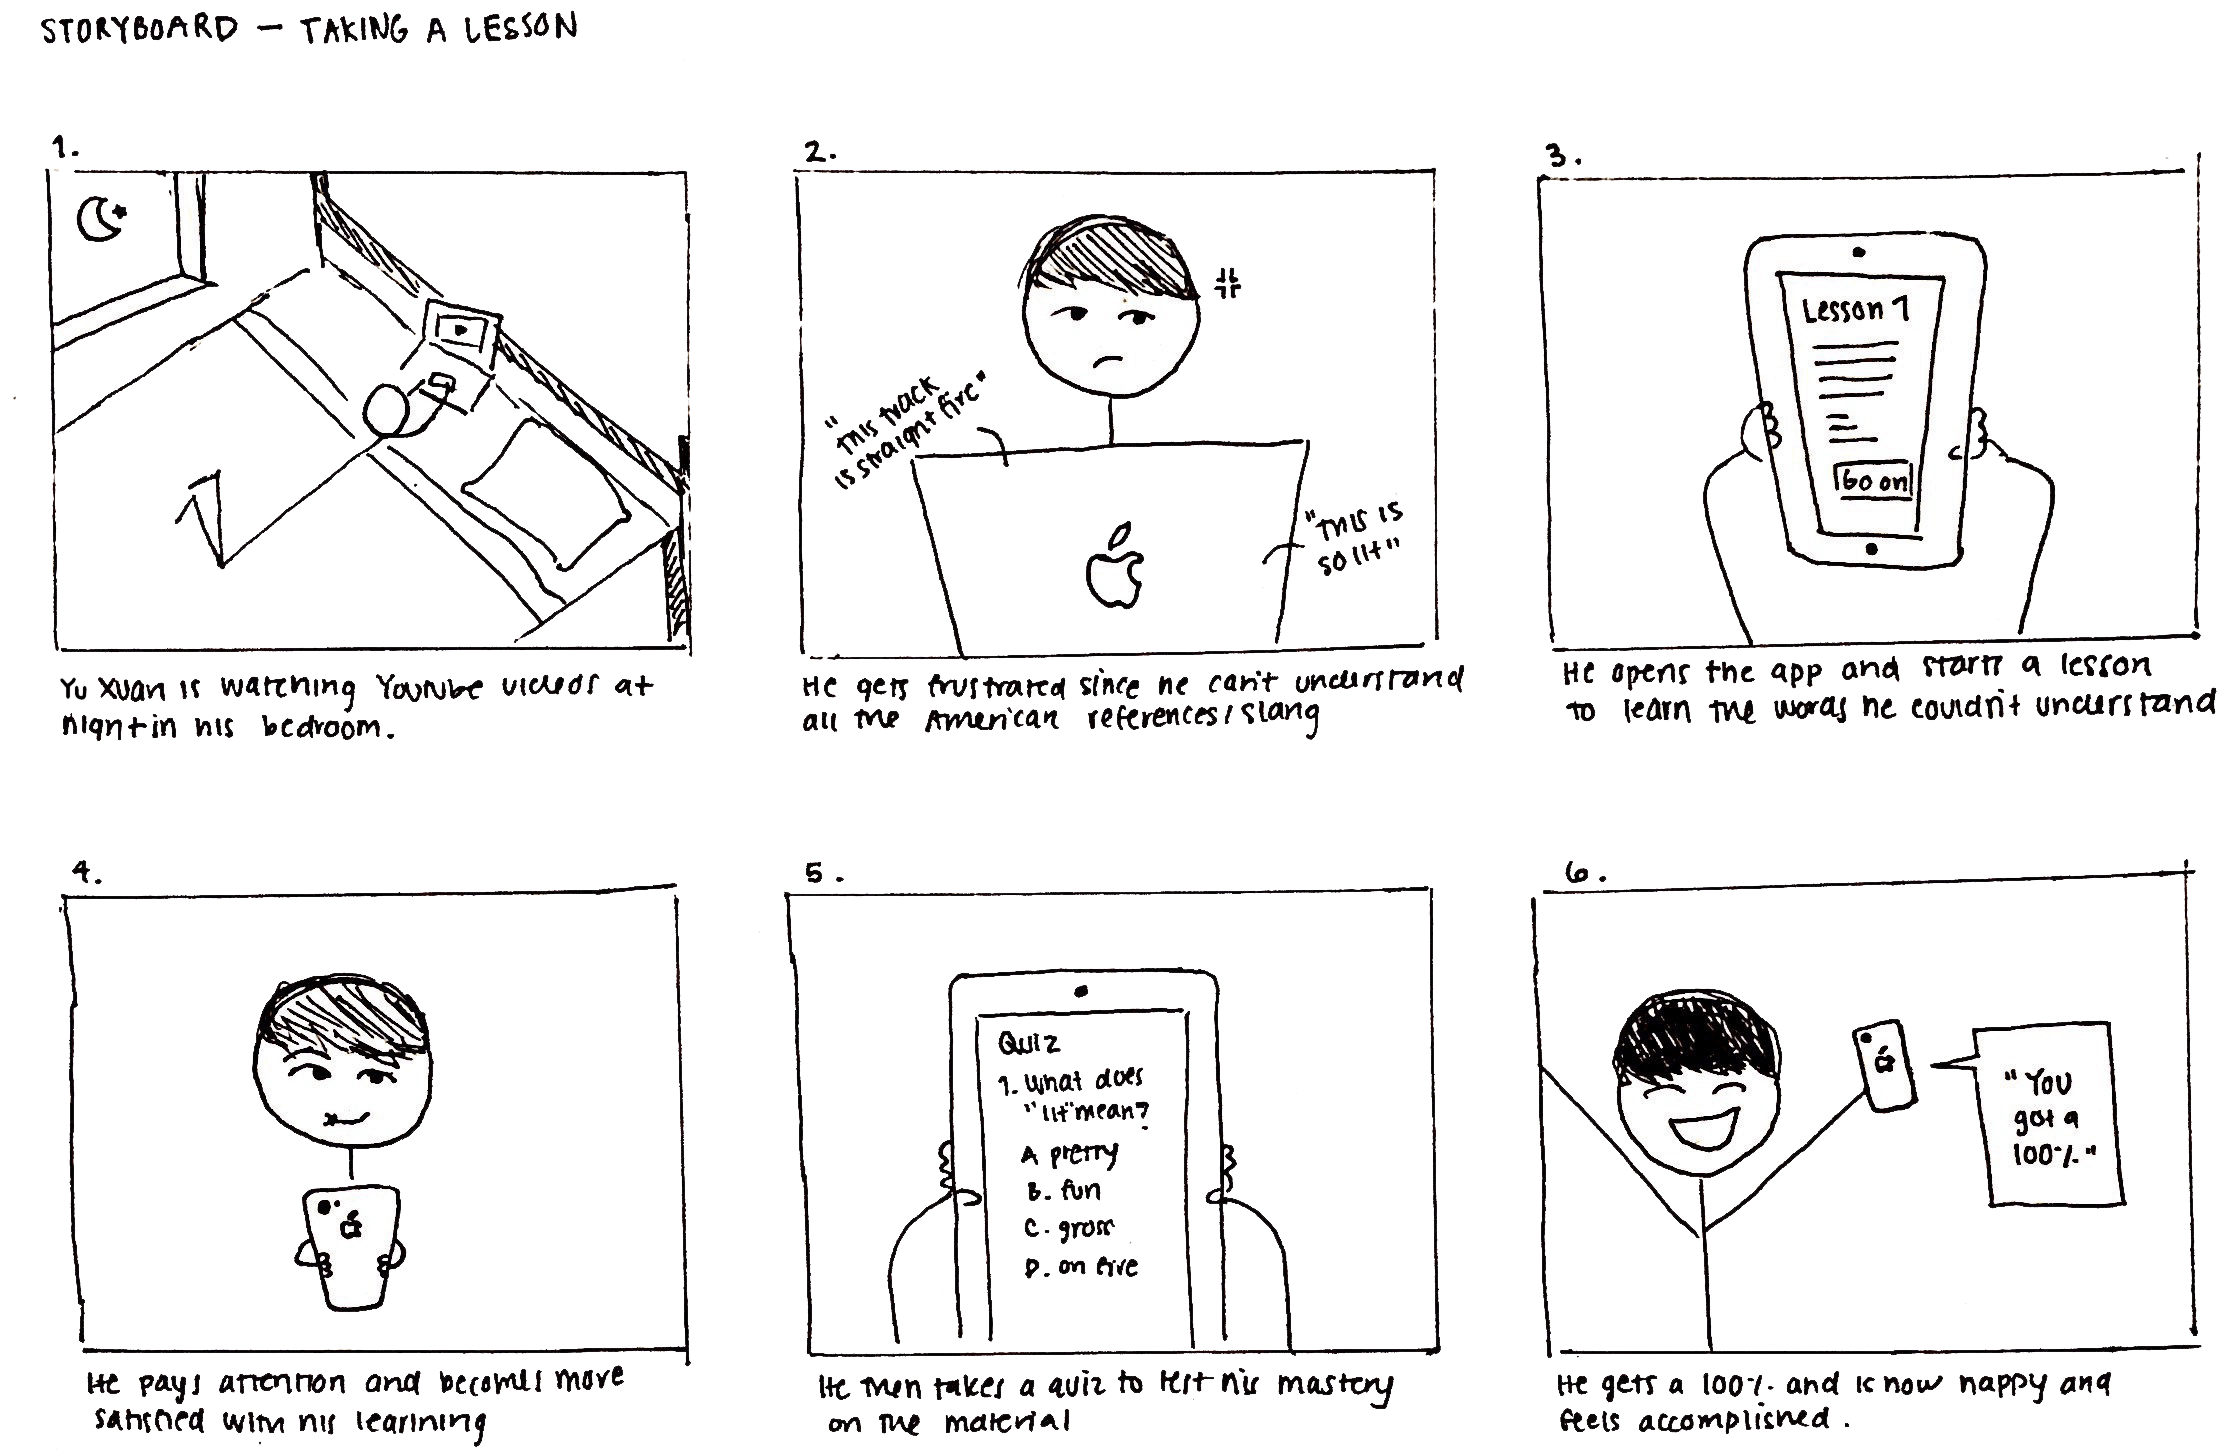 STORYBOARD — TAKING A LESSON
1.
Yu Xuan is watching YouTube videos at
night in his bedroom.
2.
"this track
is straight fire"
"this is
so lit"
He gets frustrated since he can't understand
all the American references/slang
3.
Lesson 1
Go on
He opens the app and starts a lesson
to learn the words he couldn't understand
4.
He pays attention and becomes more
satisfied with his learining
5.
Quiz
1. What does
"lit" mean?
A pretty
B. fun
C. gross
D. on fire
He then takes a quiz to test his mastery
on the material
6.
"You
got a
100%"
He gets a 100% and is now happy and
feels accomplished.